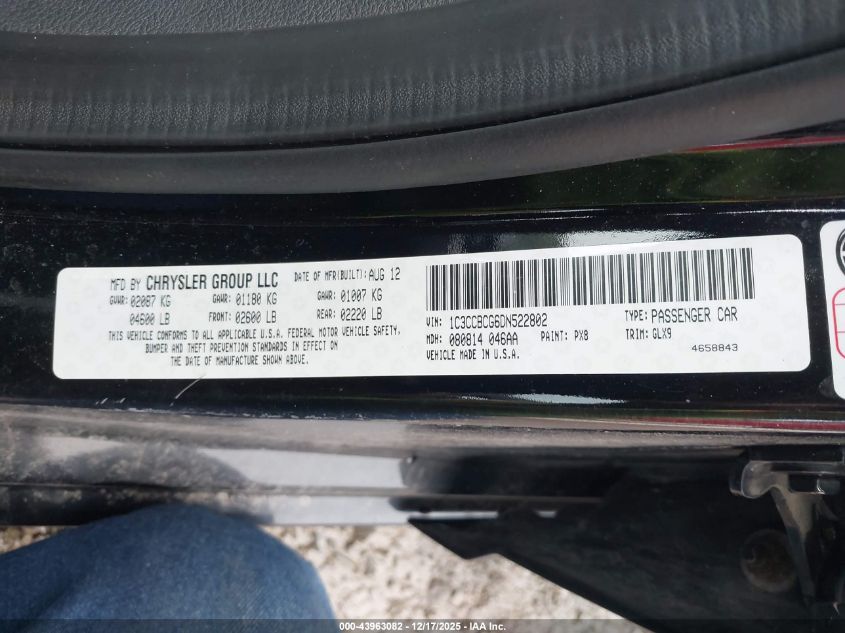 MFD BY CHRYSLER GROUP LLC DATE OF MFR(BUILT): AUG 12
GVWR: 02087 KG GAWR: 01180 KG GAWR: 01007 KG
04600 LB FRONT: 02600 LB REAR: 02220 LB
THIS VEHICLE CONFORMS TO ALL APPLICABLE U.S.A. FEDERAL MOTOR VEHICLE SAFETY,
BUMPER AND THEFT PREVENTION STANDARDS IN EFFECT ON
THE DATE OF MANUFACTURE SHOWN ABOVE.
VIN: 1C3CCBCG6DN522802 TYPE: PASSENGER CAR
MDH: 080814 046AA PAINT: PX8 TRIM: GLX9
VEHICLE MADE IN U.S.A. 4658843
000-43963082 - 12/17/2025 - IAA Inc.